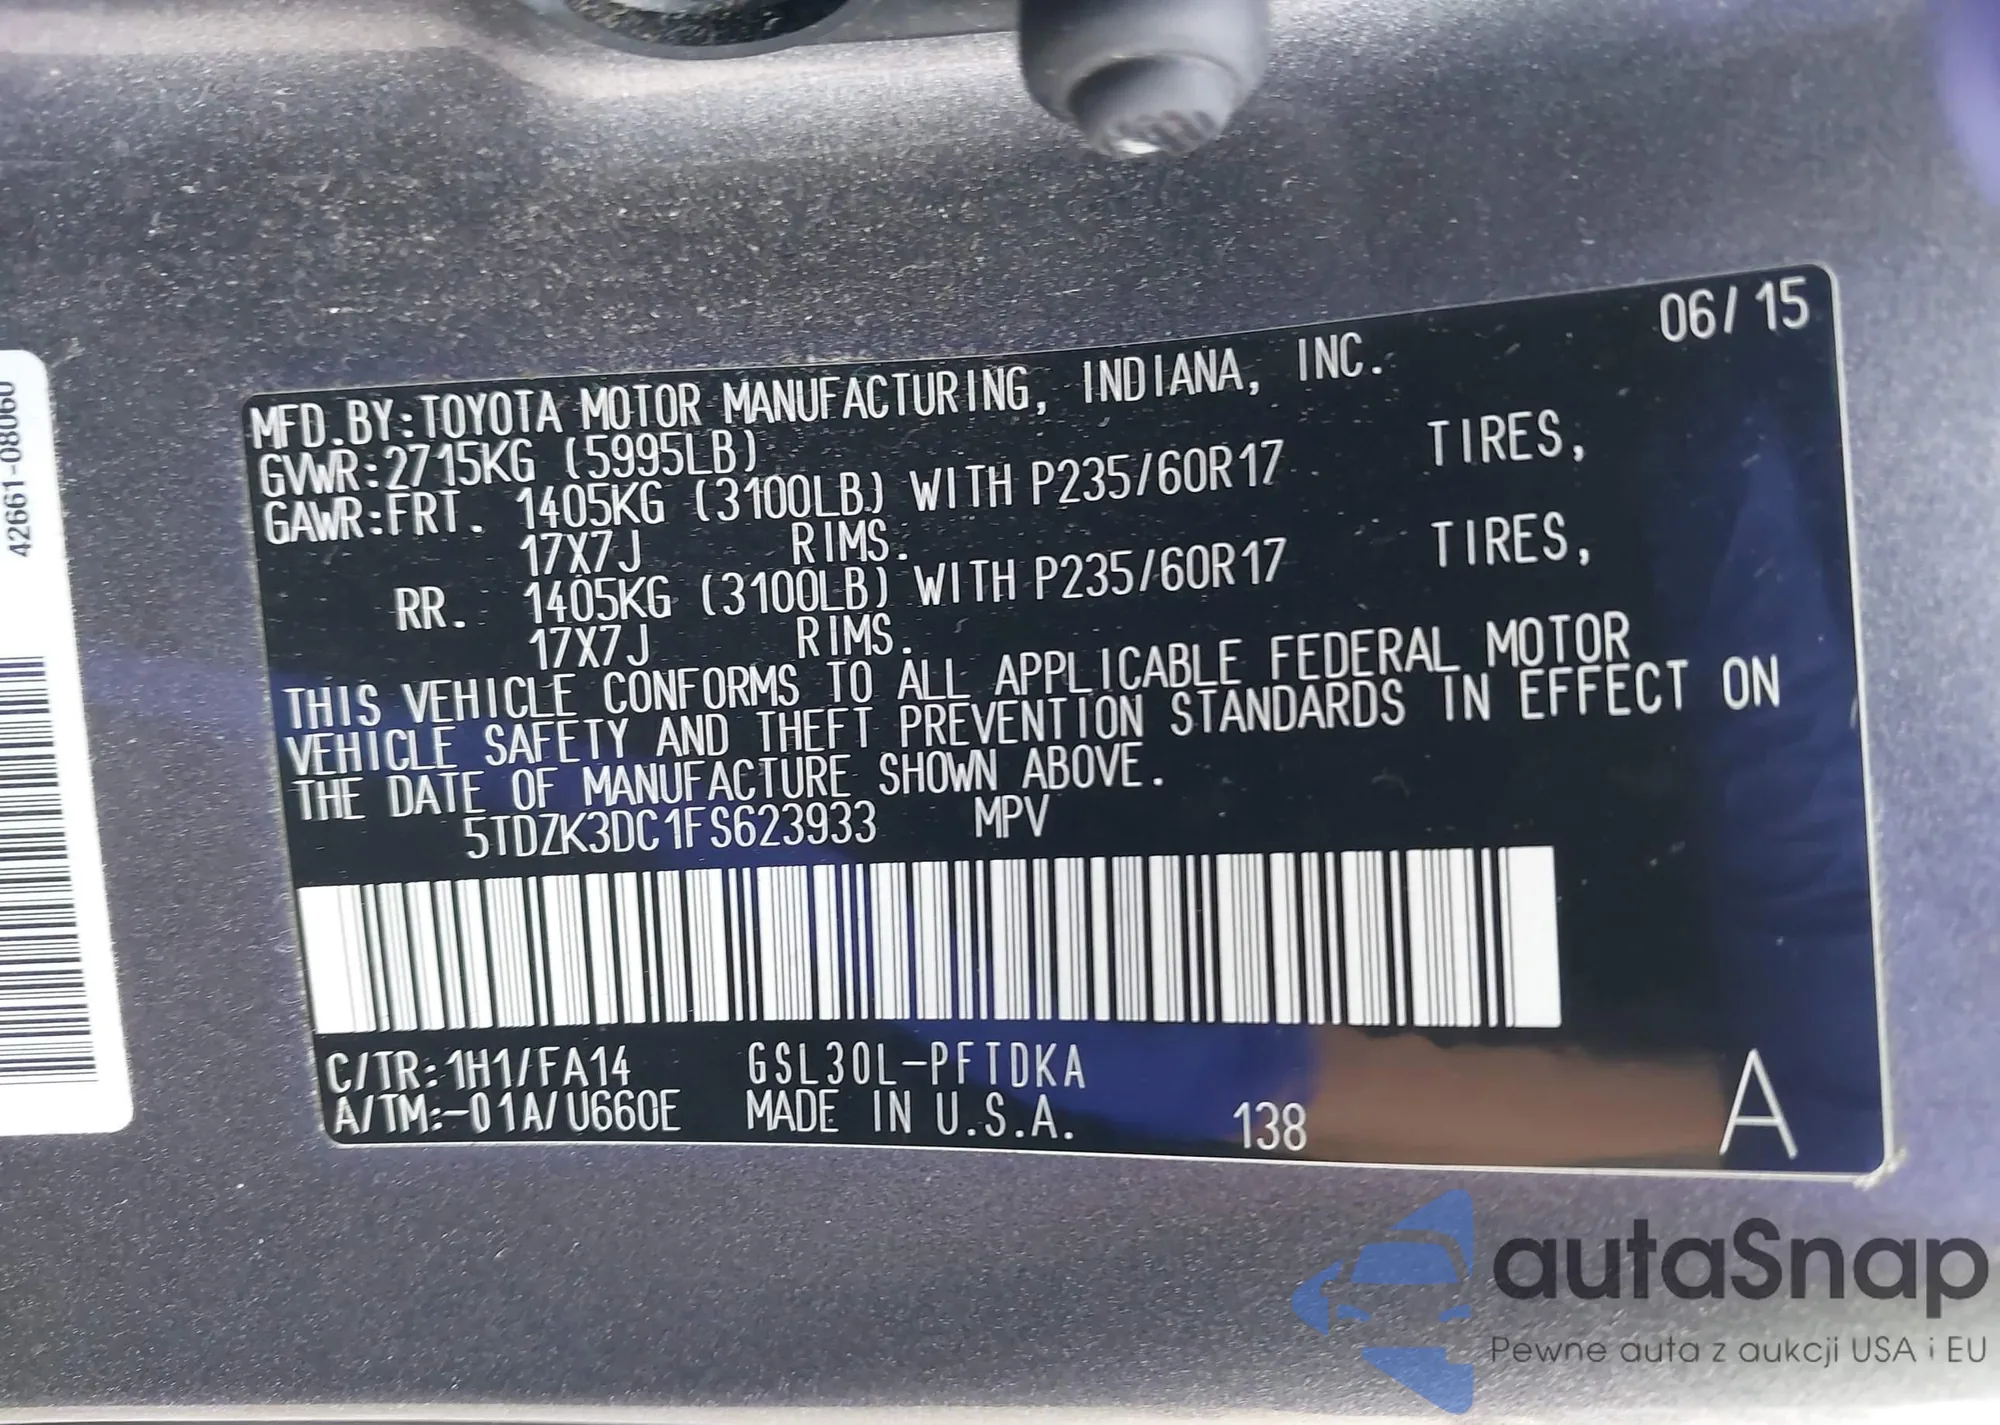 06/15
MFD.BY:TOYOTA MOTOR MANUFACTURING, INDIANA, INC.
GVWR:2715KG (5995LB)
GAWR:FRT. 1405KG (3100LB) WITH P235/60R17 TIRES,
17X7J RIMS.
RR. 1405KG (3100LB) WITH P235/60R17 TIRES,
17X7J RIMS.
THIS VEHICLE CONFORMS TO ALL APPLICABLE FEDERAL MOTOR
VEHICLE SAFETY AND THEFT PREVENTION STANDARDS IN EFFECT ON
THE DATE OF MANUFACTURE SHOWN ABOVE.
5TDZK3DC1FS623933 MPV
C/TR:1H1/FA14 GSL30L-PFTDKA
A/TM:-01A/U660E MADE IN U.S.A. 138 A
42661-08060
autaSnap
Pewne auta z aukcji USA i EU